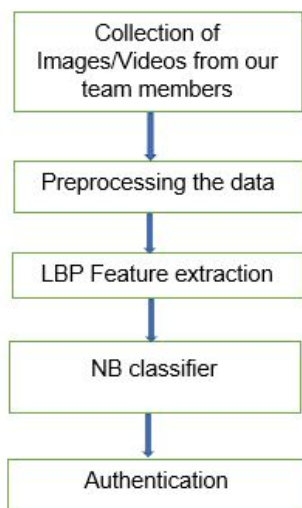 Collection of
Images/Videos from our
team members
Preprocessing the data
LBP Feature extraction
NB classifier
Authentication